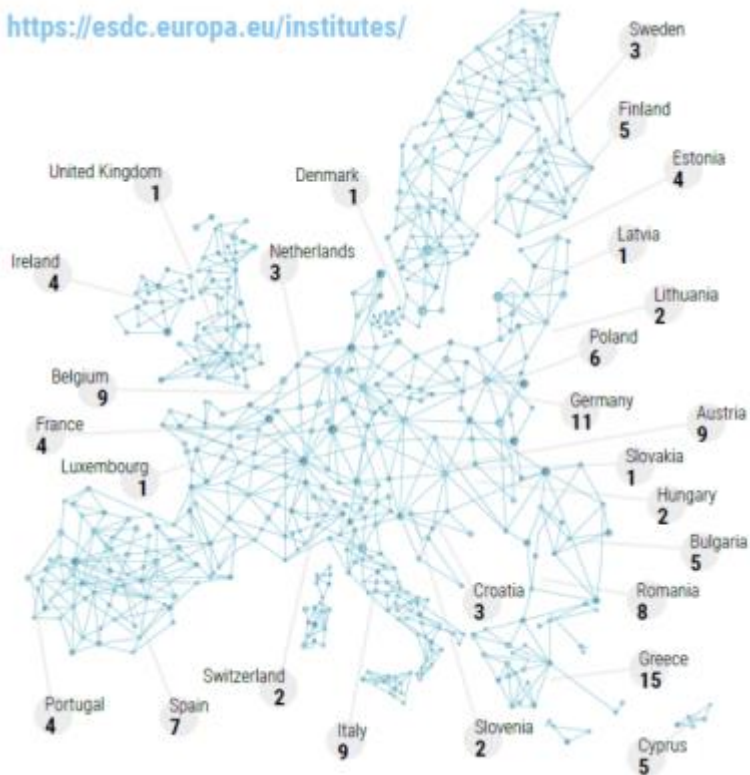 https://esdc.europa.eu/institutes/
Sweden
3
Finland
5
Estonia
4
United Kingdom
1
Denmark
1
Latvia
1
Ireland
4
Netherlands
3
Lithuania
2
Poland
6
Belgium
9
Germany
11
Austria
9
France
4
Luxembourg
1
Slovakia
1
Hungary
2
Bulgaria
5
Croatia
3
Romania
8
Switzerland
2
Greece
15
Portugal
4
Spain
7
Italy
9
Slovenia
2
Cyprus
5